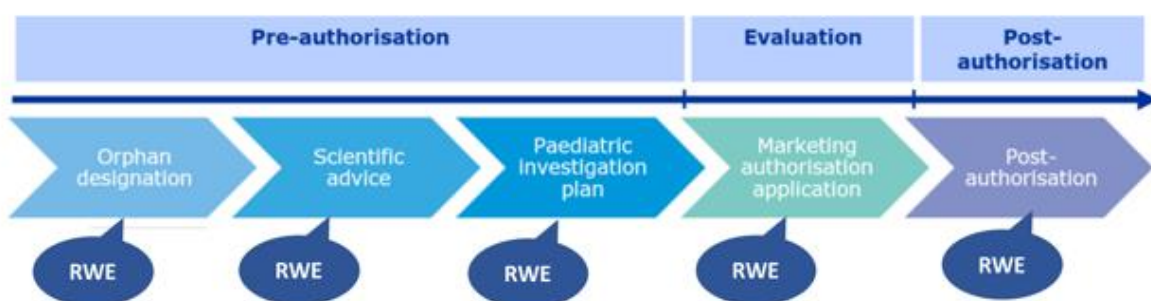 Pre-authorisation
Evaluation
Post-
authorisation
Orphan
designation
Scientific
advice
Paediatric
investigation
plan
Marketing
authorisation
application
Post-
authorisation
RWE
RWE
RWE
RWE
RWE